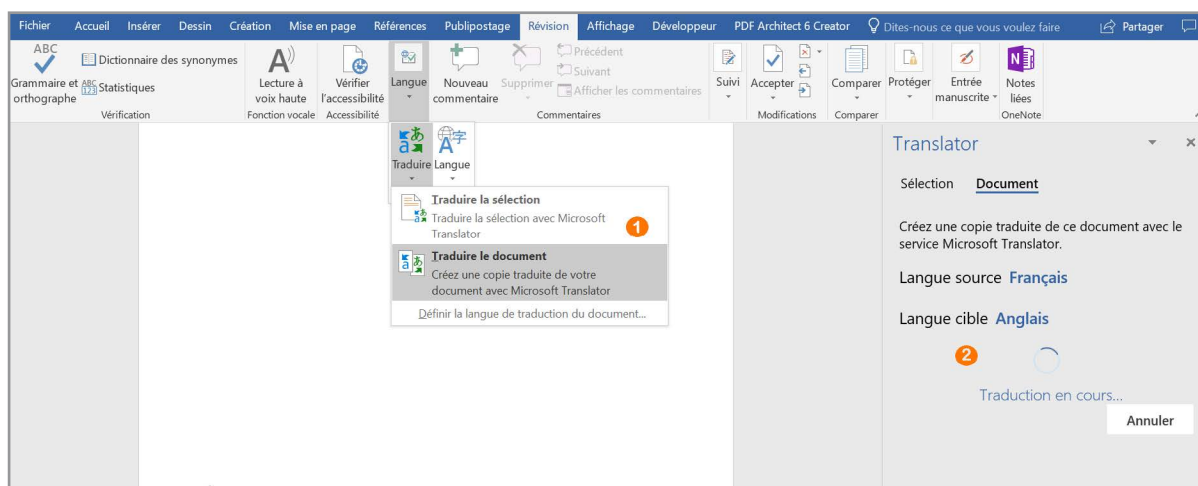 Fichier Accueil Insérer Dessin Création Mise en page Références Publipostage Révision Affichage Développeur PDF Architect 6 Creator Dites-nous ce que vous voulez faire Partager
ABC
Grammaire et
orthographe
Dictionnaire des synonymes
ABC
123 Statistiques
Vérification
A
Lecture à
voix haute
Fonction vocale
Vérifier
l'accessibilité
Accessibilité
Langue
Nouveau
commentaire
Supprimer
Précédent
Suivant
Afficher les commentaires
Commentaires
Suivi
Accepter
Modifications
Comparer
Comparer
Protéger
Entrée
manuscrite
N
Notes
liées
OneNote
あ
a
Traduire
A字
Langue
Traduire la sélection
Traduire la sélection avec Microsoft
Translator
1
Traduire le document
Créez une copie traduite de votre
document avec Microsoft Translator
Définir la langue de traduction du document...
Translator
Sélection Document
Créez une copie traduite de ce document avec le
service Microsoft Translator.
Langue source Français
Langue cible Anglais
2
Traduction en cours...
Annuler